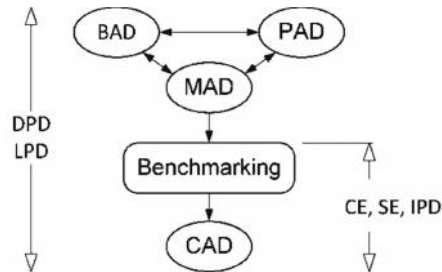 BAD
PAD
MAD
DPD
LPD
Benchmarking
CE, SE, IPD
CAD